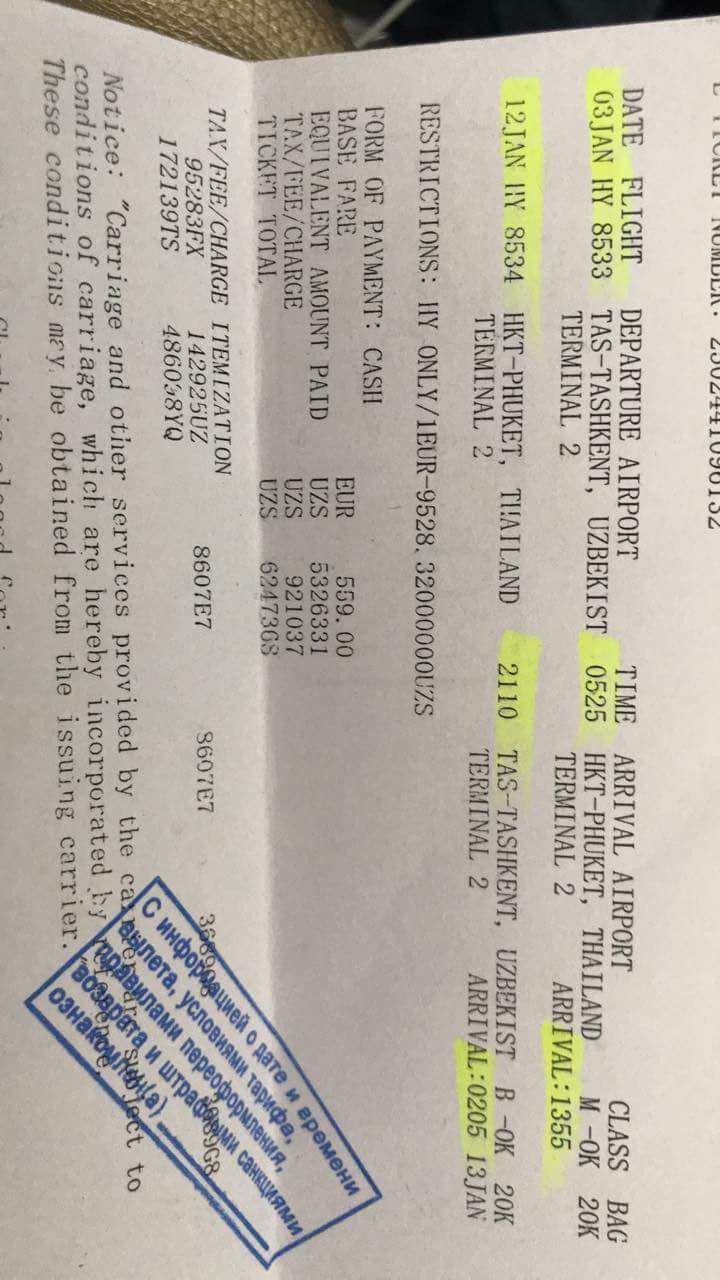 DATE FLIGHT DEPARTURE AIRPORT TIME ARRIVAL AIRPORT CLASS BAG
03JAN HY 8533 TAS-TASHKENT, UZBEKIST 0525 HKT-PHUKET, THAILAND M -OK 20K
TERMINAL 2 TERMINAL 2 ARRIVAL:1355
12JAN HY 8534 HKT-PHUKET, THAILAND 2110 TAS-TASHKENT, UZBEKIST B -OK 20K
TERMINAL 2 TERMINAL 2 ARRIVAL:0205 13JAN
RESTRICTIONS: HY ONLY/1EUR-9528.32000000UZS
FORM OF PAYMENT: CASH
BASE FARE EUR 559.00
EQUIVALENT AMOUNT PAID UZS 5326331
TAX/FEE/CHARGE UZS 921037
TICKET TOTAL UZS 6247368
TAX/FEE/CHARGE ITEMIZATION
95283FX 142925UZ 8607E7 8607E7
172139TS
Notice: "Carriage and other services provided by the carrier are subject to
conditions of carriage, which are hereby incorporated by reference.
These conditions may be obtained from the issuing carrier.
С информацией о дате и времени
вылета, условиями тарифа,
правилами переоформления,
возврата и штрафными санкциями
ознакомлен(а)